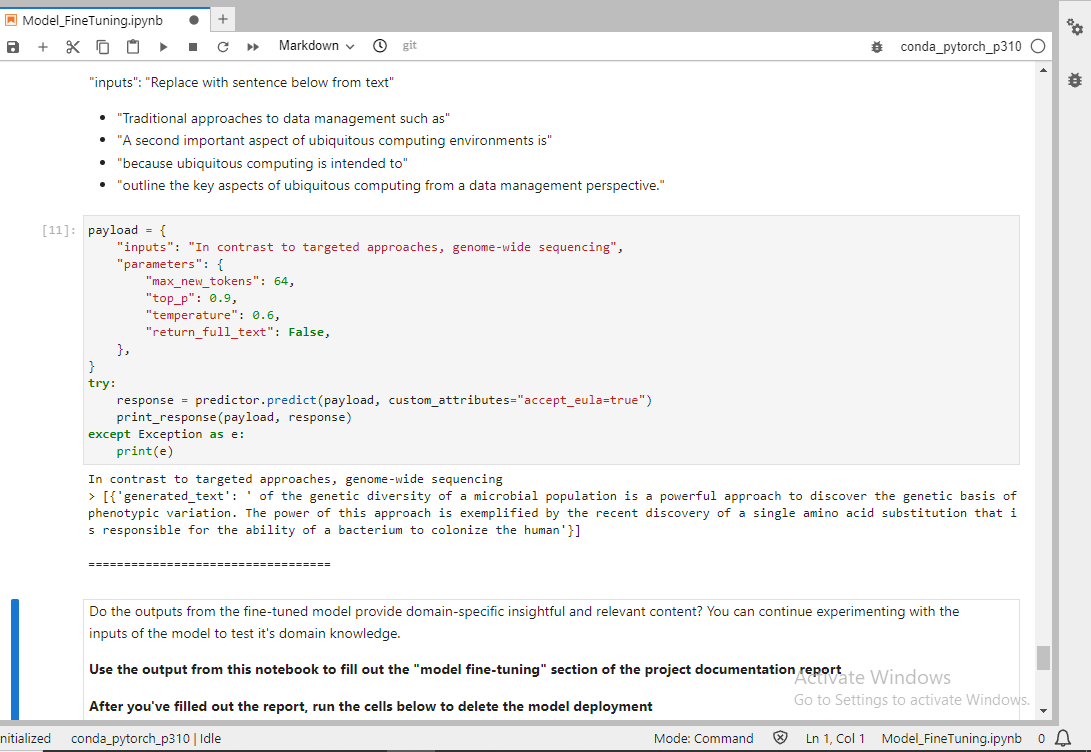 Model_FineTuning.ipynb
+
Markdown
git
conda_pytorch_p310
"inputs": "Replace with sentence below from text"
• "Traditional approaches to data management such as"
• "A second important aspect of ubiquitous computing environments is"
• "because ubiquitous computing is intended to"
• "outline the key aspects of ubiquitous computing from a data management perspective."
[11]:
payload = {
    "inputs": "In contrast to targeted approaches, genome-wide sequencing",
    "parameters": {
        "max_new_tokens": 64,
        "top_p": 0.9,
        "temperature": 0.6,
        "return_full_text": False,
    },
}
try:
    response = predictor.predict(payload, custom_attributes="accept_eula=true")
    print_response(payload, response)
except Exception as e:
    print(e)
In contrast to targeted approaches, genome-wide sequencing
> [{'generated_text': ' of the genetic diversity of a microbial population is a powerful approach to discover the genetic basis of
phenotypic variation. The power of this approach is exemplified by the recent discovery of a single amino acid substitution that i
s responsible for the ability of a bacterium to colonize the human'}]
==================================
Do the outputs from the fine-tuned model provide domain-specific insightful and relevant content? You can continue experimenting with the
inputs of the model to test it's domain knowledge.
Use the output from this notebook to fill out the "model fine-tuning" section of the project documentation report
After you've filled out the report, run the cells below to delete the model deployment
Activate Windows
Go to Settings to activate Windows.
nitialized
conda_pytorch_p310 | Idle
Mode: Command
Ln 1, Col 1
Model_FineTuning.ipynb
0